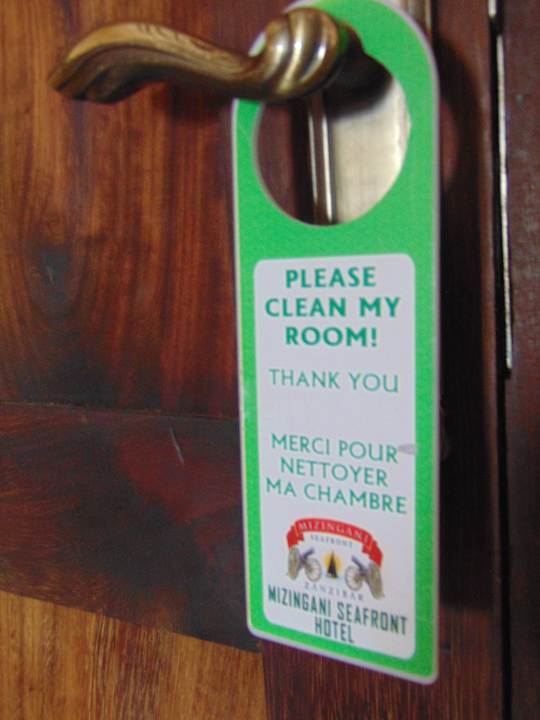 PLEASE
CLEAN MY
ROOM!
THANK YOU
MERCI POUR
NETTOYER
MA CHAMBRE
MIZINGANI
SEAFRONT
ZANZIBAR
MIZINGANI SEAFRONT
HOTEL